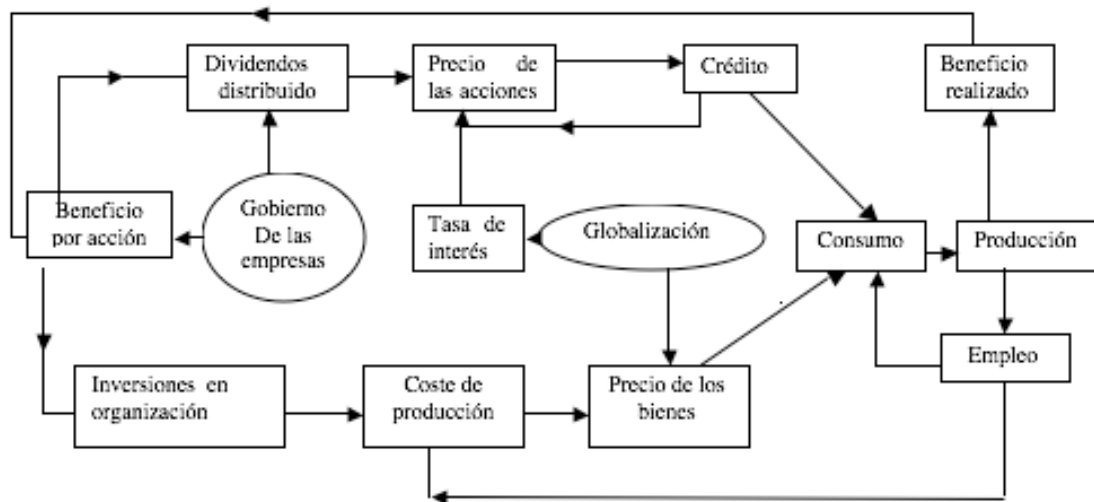 Dividendos
distribuido
Precio de
las acciones
Crédito
Beneficio
realizado
Beneficio
por acción
Gobierno
De las
empresas
Tasa de
interés
Globalización
Consumo
Producción
Empleo
Inversiones en
organización
Coste de
producción
Precio de los
bienes